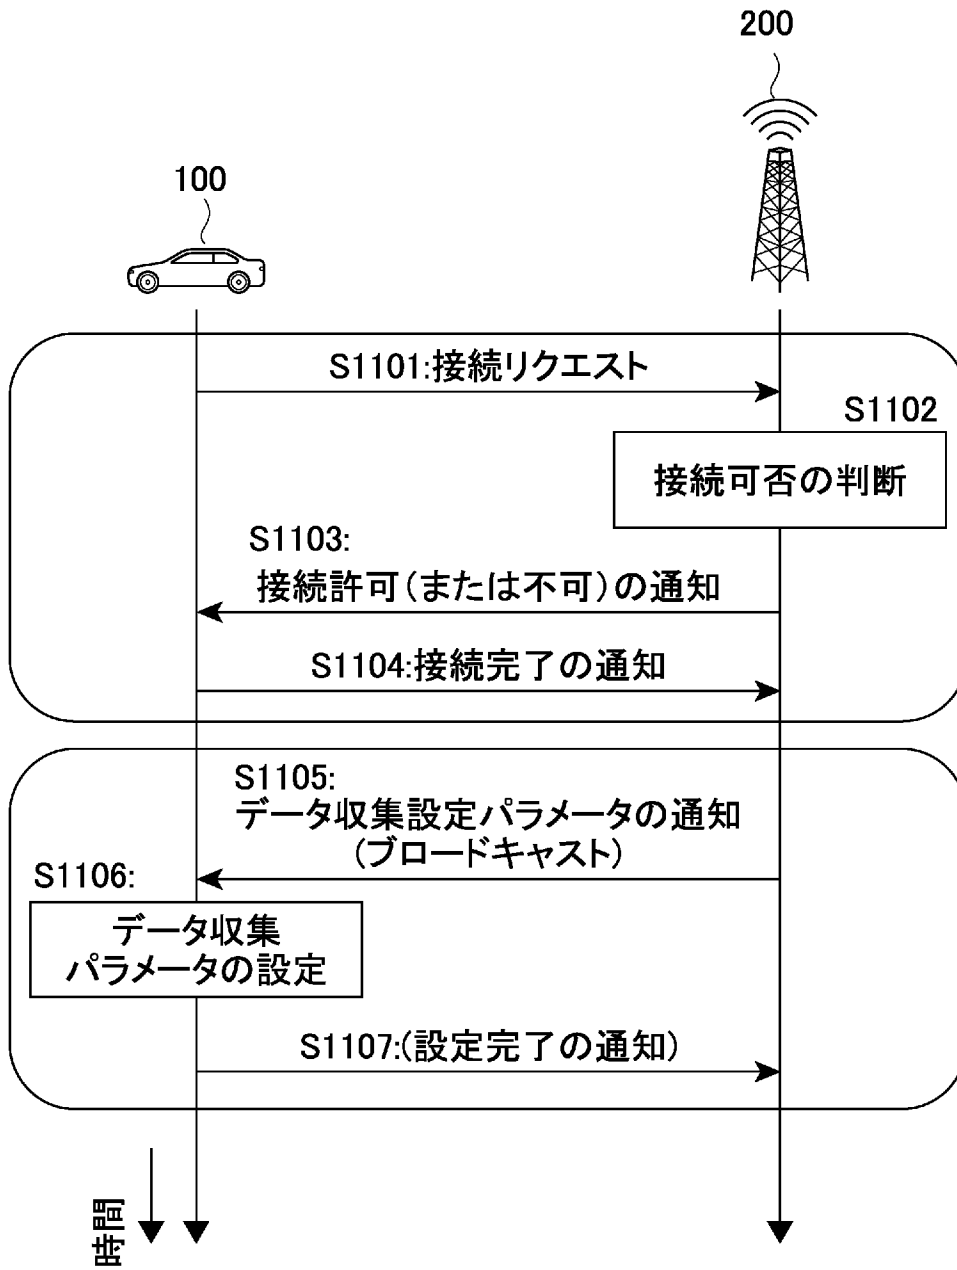 200
100
S1101:接続リクエスト
S1102
接続可否の判断
S1103:
接続許可(または不可)の通知
S1104:接続完了の通知
S1105:
データ収集設定パラメータの通知
(ブロードキャスト)
S1106:
データ収集
パラメータの設定
S1107:(設定完了の通知)
時間